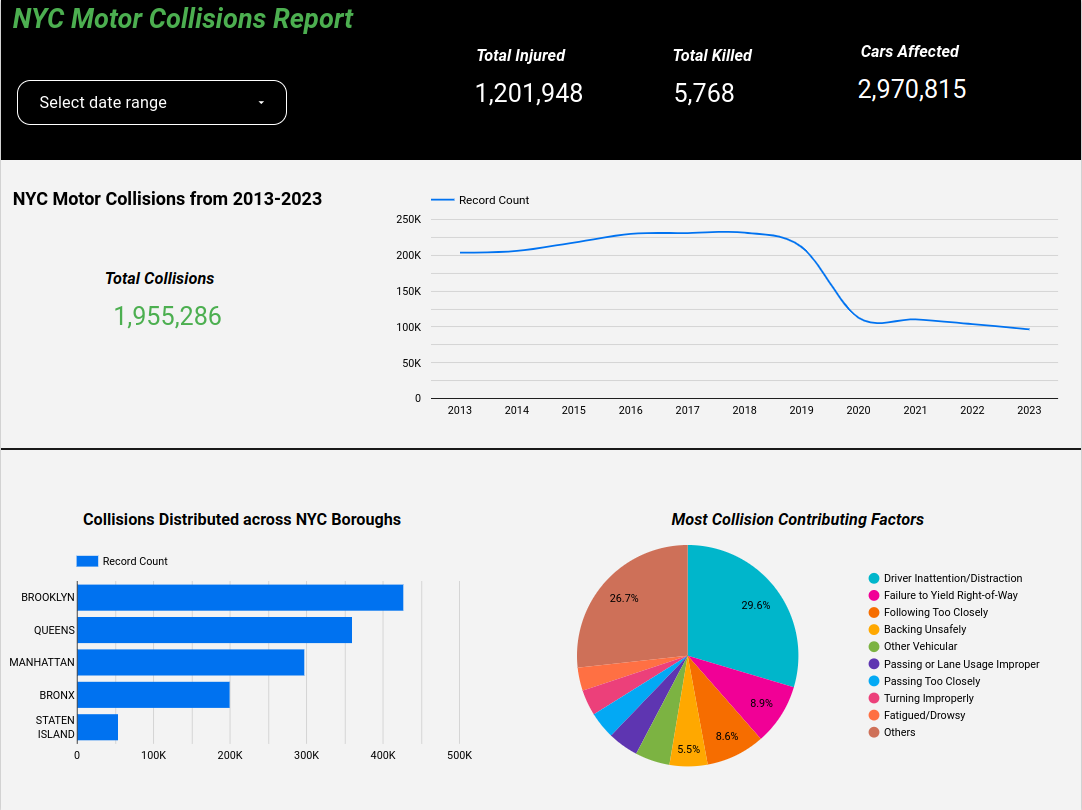 NYC Motor Collisions Report
Total Injured
Total Killed
Cars Affected
1,201,948
5,768
2,970,815
Select date range
NYC Motor Collisions from 2013-2023
Total Collisions
1,955,286
Record Count
250K
200K
150K
100K
50K
0
2013 2014 2015 2016 2017 2018 2019 2020 2021 2022 2023
Collisions Distributed across NYC Boroughs
Record Count
BROOKLYN
QUEENS
MANHATTAN
BRONX
STATEN
ISLAND
0 100K 200K 300K 400K 500K
Most Collision Contributing Factors
26.7%
29.6%
8.9%
8.6%
5.5%
Driver Inattention/Distraction
Failure to Yield Right-of-Way
Following Too Closely
Backing Unsafely
Other Vehicular
Passing or Lane Usage Improper
Passing Too Closely
Turning Improperly
Fatigued/Drowsy
Others